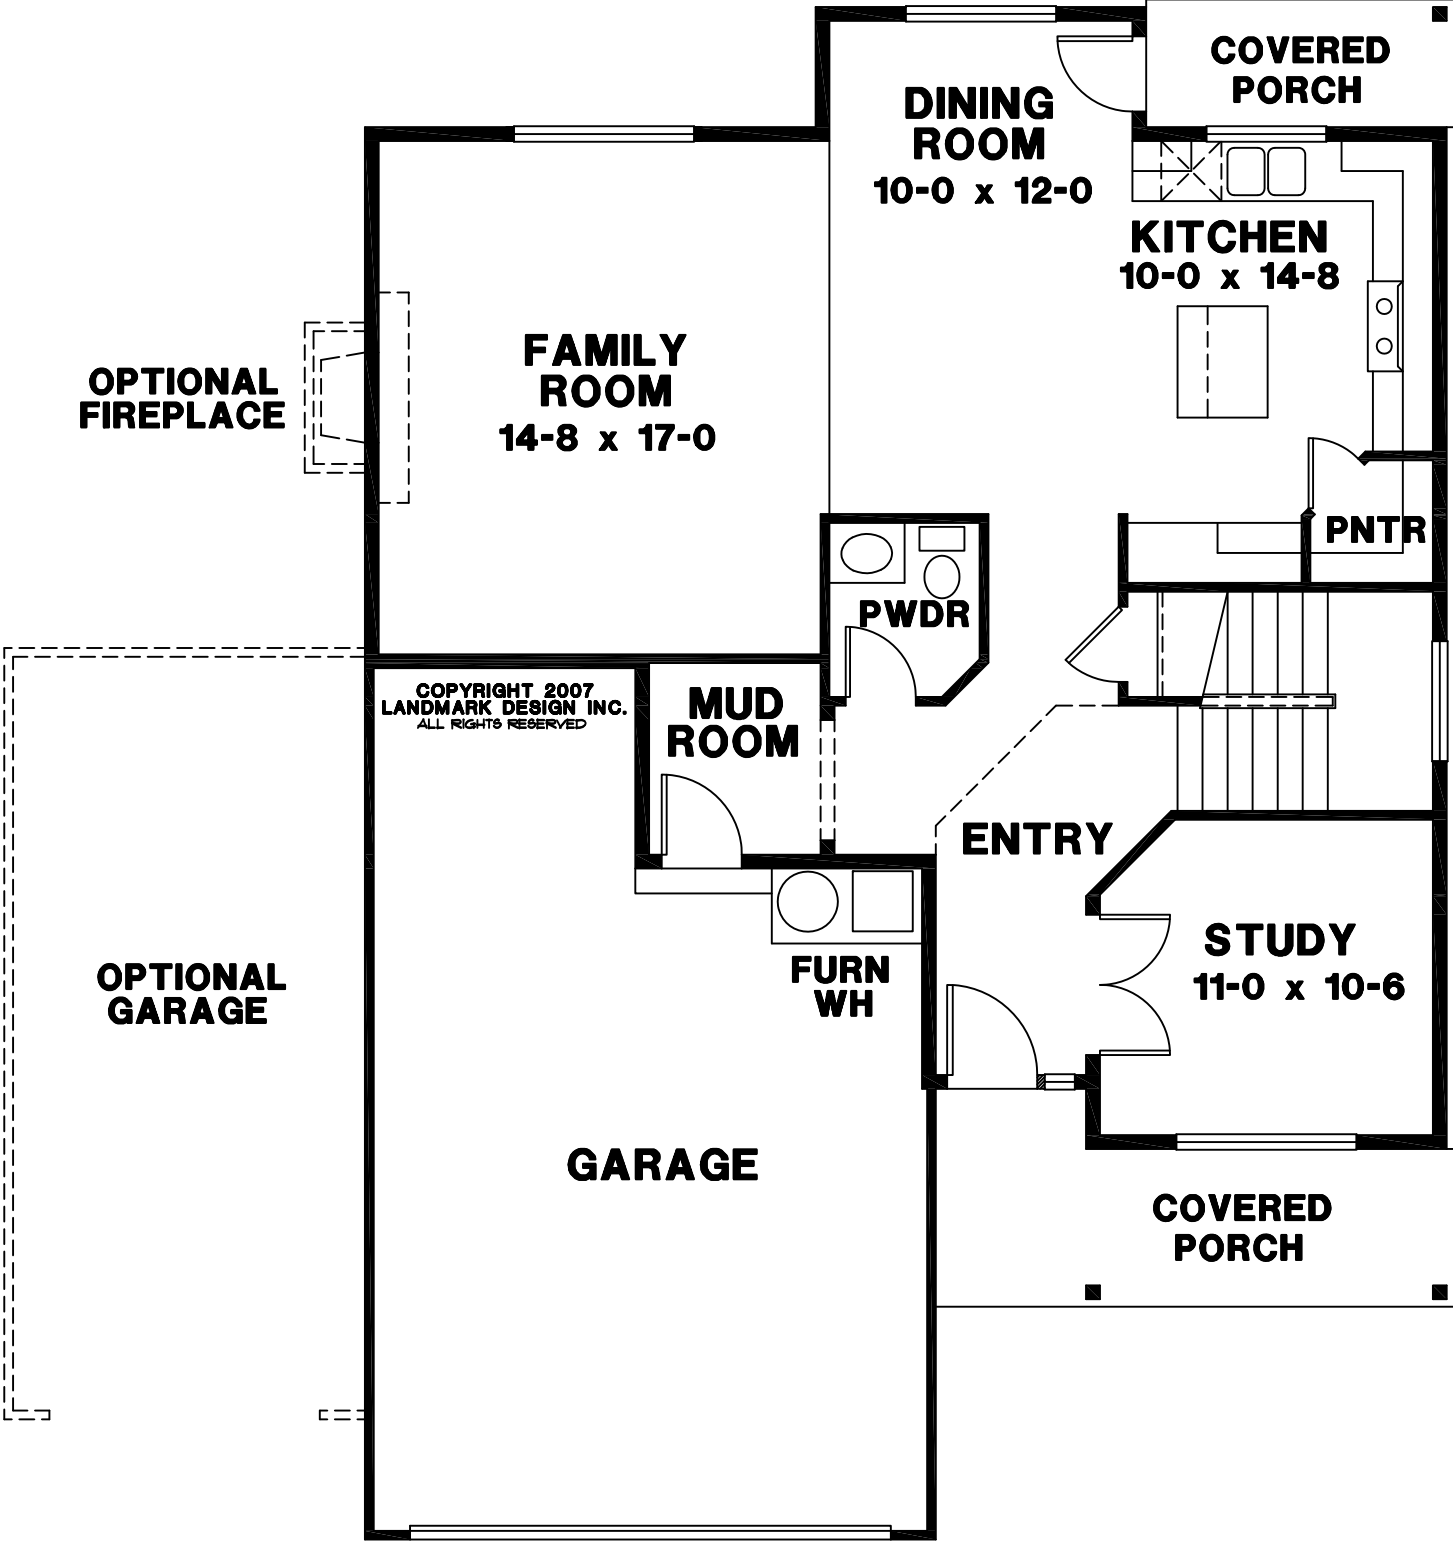 COVERED
PORCH
DINING
ROOM
10-0 x 12-0
KITCHEN
10-0 x 14-8
FAMILY
ROOM
14-8 x 17-0
OPTIONAL
FIREPLACE
PNTR
PWDR
COPYRIGHT 2007
LANDMARK DESIGN INC.
ALL RIGHTS RESERVED
MUD
ROOM
ENTRY
STUDY
11-0 x 10-6
FURN
WH
OPTIONAL
GARAGE
GARAGE
COVERED
PORCH